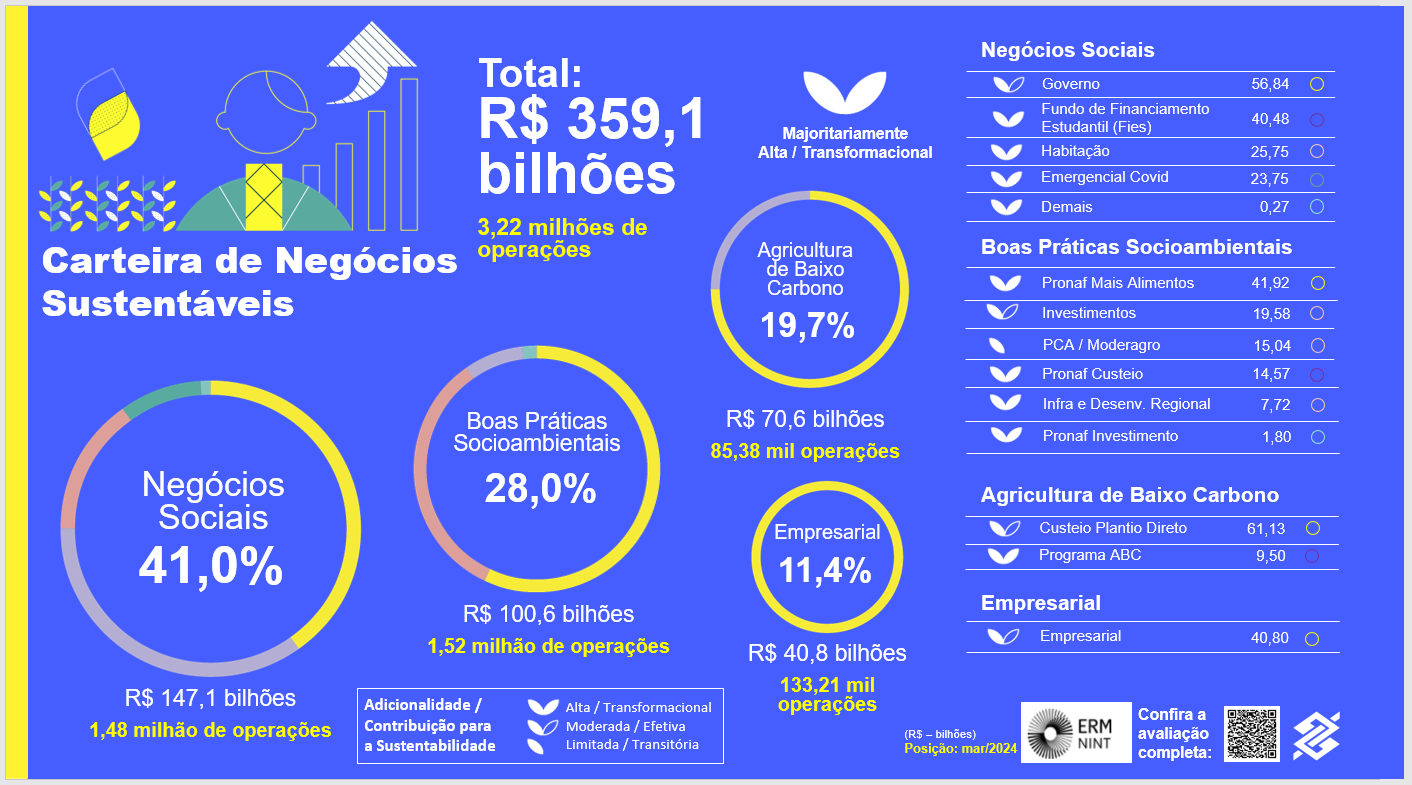 Total:
R$ 359,1
bilhões
3,22 milhões de
operações
Carteira de Negócios
Sustentáveis
Majoritariamente
Alta / Transformacional
Negócios
Sociais
41,0%
R$ 147,1 bilhões
1,48 milhão de operações
Boas Práticas
Socioambientais
28,0%
R$ 100,6 bilhões
1,52 milhão de operações
Agricultura
de Baixo
Carbono
19,7%
R$ 70,6 bilhões
85,38 mil operações
Empresarial
11,4%
R$ 40,8 bilhões
133,21 mil
operações
Negócios Sociais
Governo 56,84
Fundo de Financiamento
Estudantil (Fies) 40,48
Habitação 25,75
Emergencial Covid 23,75
Demais 0,27
Boas Práticas Socioambientais
Pronaf Mais Alimentos 41,92
Investimentos 19,58
PCA / Moderagro 15,04
Pronaf Custeio 14,57
Infra e Desenv. Regional 7,72
Pronaf Investimento 1,80
Agricultura de Baixo Carbono
Custeio Plantio Direto 61,13
Programa ABC 9,50
Empresarial
Empresarial 40,80
Adicionalidade /
Contribuição para
a Sustentabilidade
Alta / Transformacional
Moderada / Efetiva
Limitada / Transitória
(R$ – bilhões)
Posição: mar/2024
ERM
NINT
Confira a
avaliação
completa: